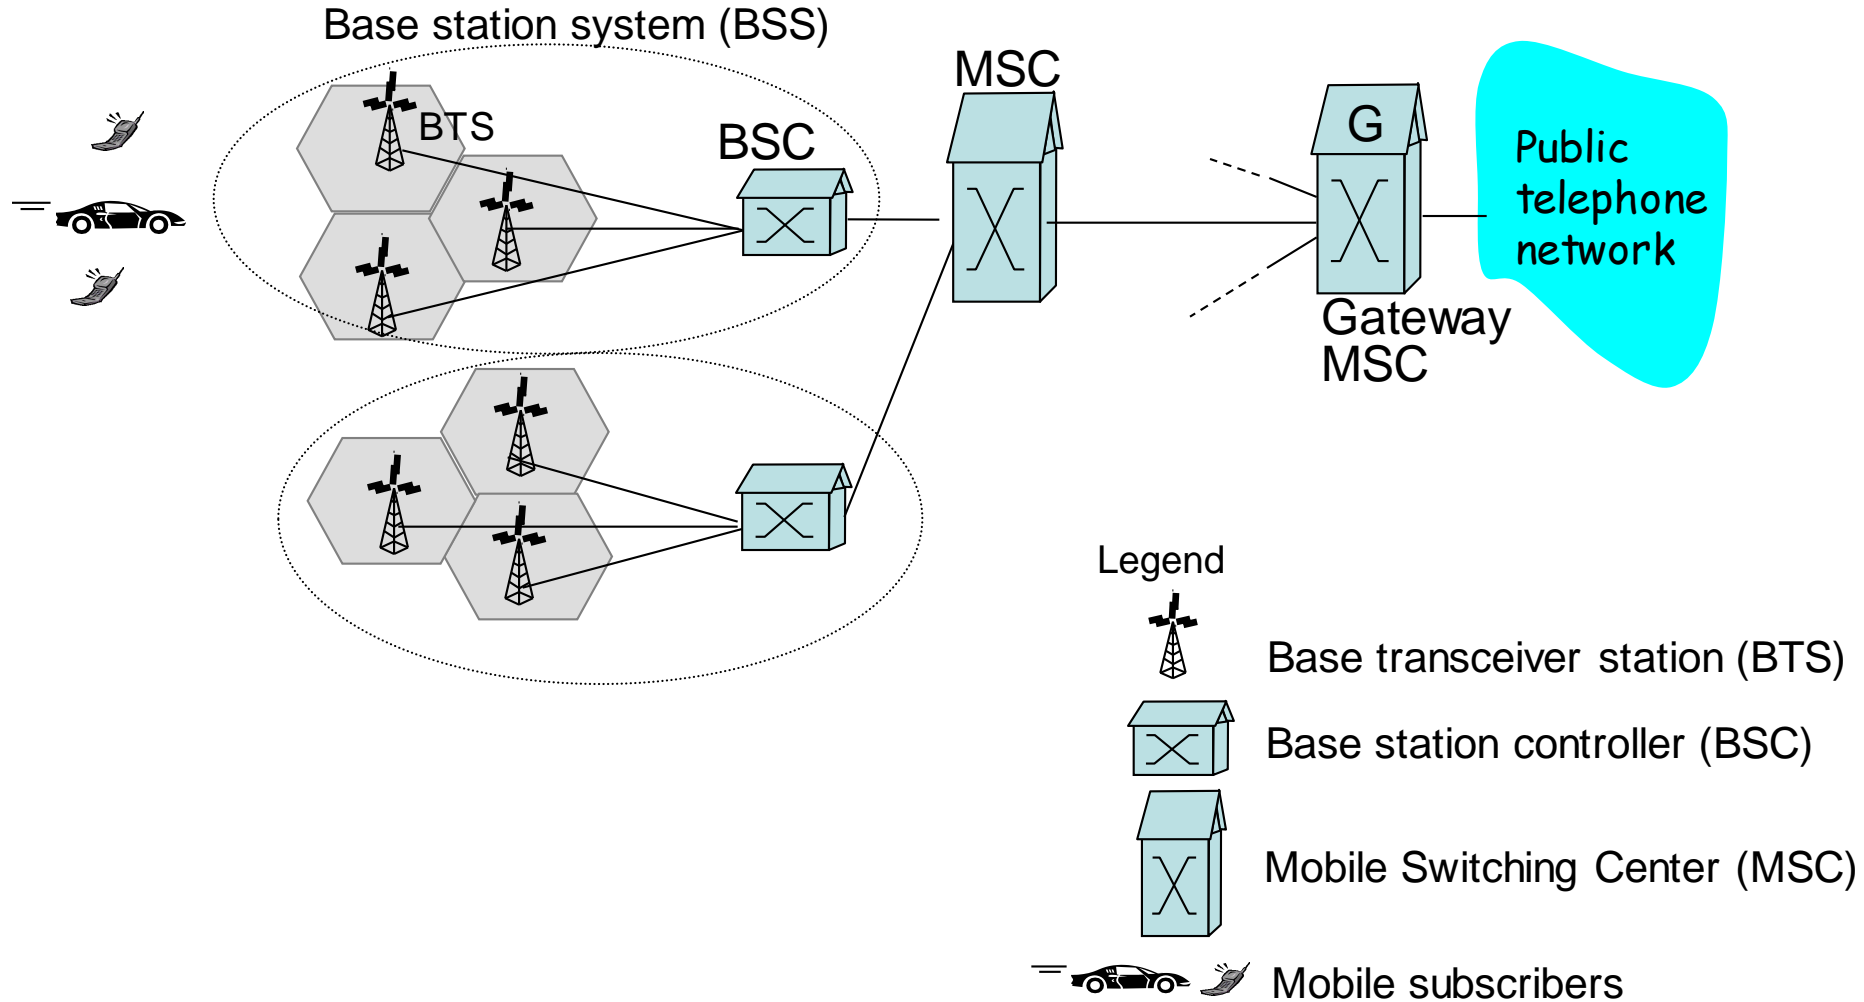 Base station system (BSS)
BTS
BSC
MSC
G
Gateway
MSC
Public
telephone
network
Legend
Base transceiver station (BTS)
Base station controller (BSC)
Mobile Switching Center (MSC)
Mobile subscribers